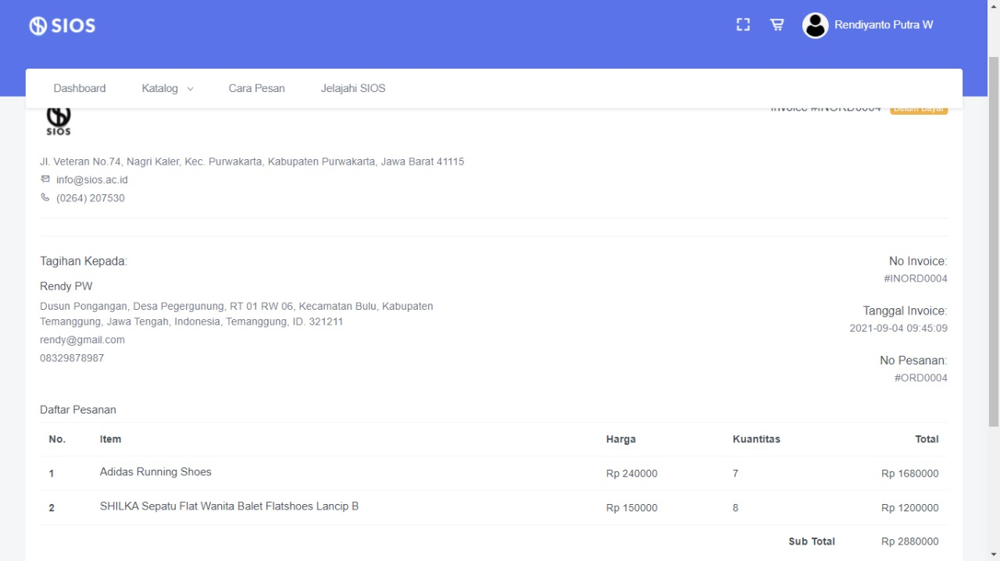 SIOS
Rendiyanto Putra W
Dashboard
Katalog
Cara Pesan
Jelajahi SIOS
SIOS
Invoice #INORD0004
Belum Bayar
Jl. Veteran No.74, Nagri Kaler, Kec. Purwakarta, Kabupaten Purwakarta, Jawa Barat 41115
info@sios.ac.id
(0264) 207530
Tagihan Kepada:
Rendy PW
Dusun Pongangan, Desa Pegergunung, RT 01 RW 06, Kecamatan Bulu, Kabupaten
Temanggung, Jawa Tengah, Indonesia, Temanggung, ID. 321211
rendy@gmail.com
08329878987
No Invoice:
#INORD0004
Tanggal Invoice:
2021-09-04 09:45:09
No Pesanan:
#ORD0004
Daftar Pesanan
No. Item Harga Kuantitas Total
1 Adidas Running Shoes Rp 240000 7 Rp 1680000
2 SHILKA Sepatu Flat Wanita Balet Flatshoes Lancip B Rp 150000 8 Rp 1200000
Sub Total Rp 2880000